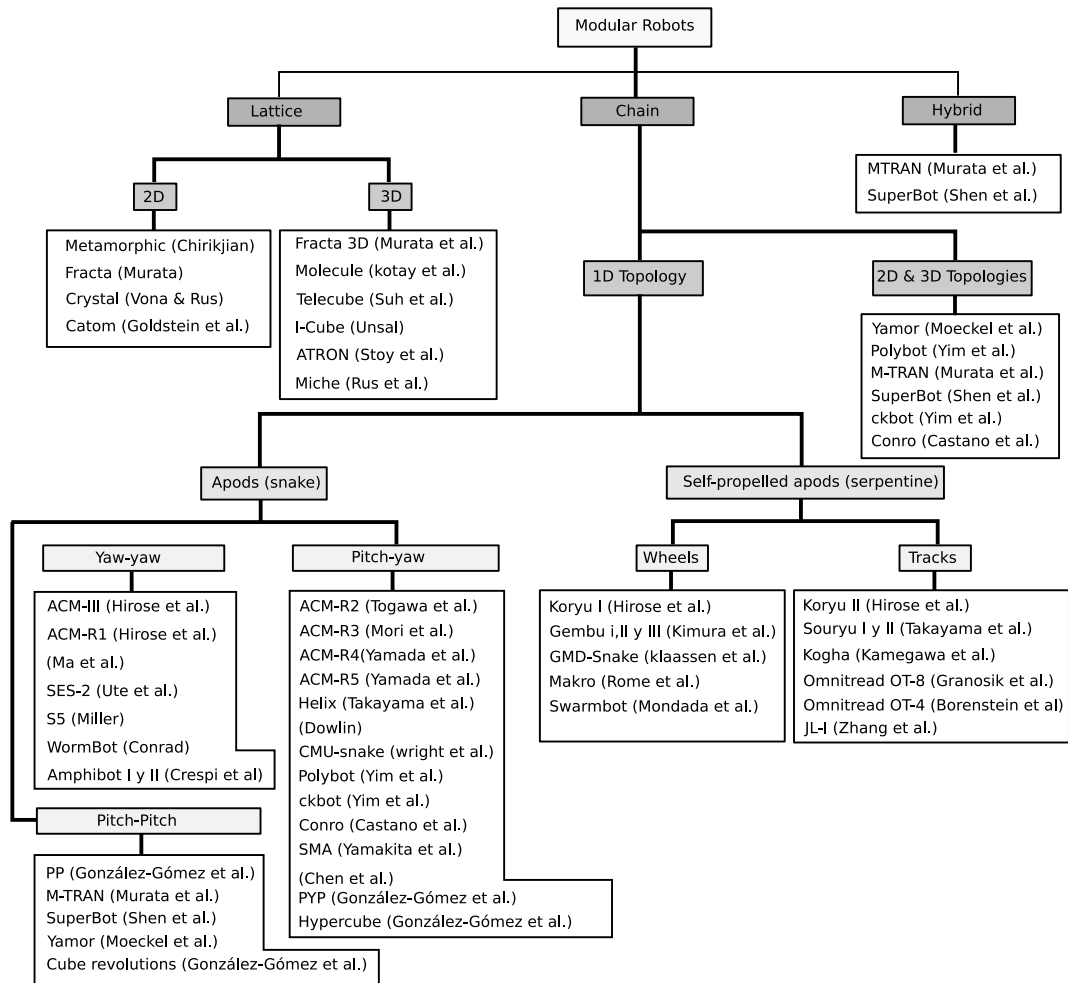 Modular Robots
Lattice
Chain
Hybrid
MTRAN (Murata et al.)
SuperBot (Shen et al.)
2D
3D
Metamorphic (Chirikjian)
Fracta (Murata)
Crystal (Vona & Rus)
Catom (Goldstein et al.)
Fracta 3D (Murata et al.)
Molecule (kotay et al.)
Telecube (Suh et al.)
I-Cube (Unsal)
ATRON (Stoy et al.)
Miche (Rus et al.)
1D Topology
2D & 3D Topologies
Yamor (Moeckel et al.)
Polybot (Yim et al.)
M-TRAN (Murata et al.)
SuperBot (Shen et al.)
ckbot (Yim et al.)
Conro (Castano et al.)
Apods (snake)
Self-propelled apods (serpentine)
Yaw-yaw
ACM-III (Hirose et al.)
ACM-R1 (Hirose et al.)
(Ma et al.)
SES-2 (Ute et al.)
S5 (Miller)
WormBot (Conrad)
Amphibot I y II (Crespi et al)
Pitch-yaw
ACM-R2 (Togawa et al.)
ACM-R3 (Mori et al.)
ACM-R4(Yamada et al.)
ACM-R5 (Yamada et al.)
Helix (Takayama et al.)
(Dowlin)
CMU-snake (wright et al.)
Polybot (Yim et al.)
ckbot (Yim et al.)
Conro (Castano et al.)
SMA (Yamakita et al.)
(Chen et al.)
PYP (González-Gómez et al.)
Hypercube (González-Gómez et al.)
Wheels
Koryu I (Hirose et al.)
Gembu i,II y III (Kimura et al.)
GMD-Snake (klaassen et al.)
Makro (Rome et al.)
Swarmbot (Mondada et al.)
Tracks
Koryu II (Hirose et al.)
Souryu I y II (Takayama et al.)
Kogha (Kamegawa et al.)
Omnitread OT-8 (Granosik et al.)
Omnitread OT-4 (Borenstein et al)
JL-I (Zhang et al.)
Pitch-Pitch
PP (González-Gómez et al.)
M-TRAN (Murata et al.)
SuperBot (Shen et al.)
Yamor (Moeckel et al.)
Cube revolutions (González-Gómez et al.)